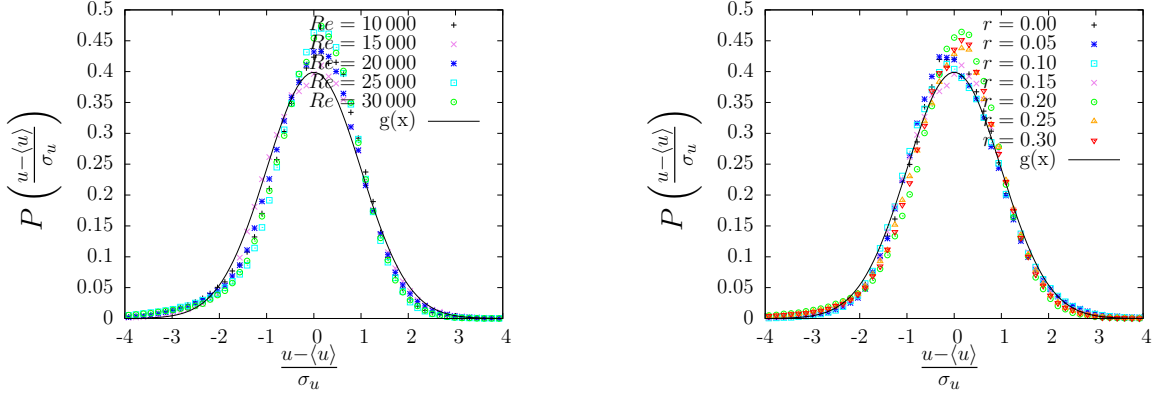 0.5
0.45
0.4
0.35
0.3
0.25
0.2
0.15
0.1
0.05
0
-4 -3 -2 -1 0 1 2 3 4
P ( u−⟨u⟩ / σu )
u−⟨u⟩ / σu
Re = 10 000
Re = 15 000
Re = 20 000
Re = 25 000
Re = 30 000
g(x)
0.5
0.45
0.4
0.35
0.3
0.25
0.2
0.15
0.1
0.05
0
-4 -3 -2 -1 0 1 2 3 4
P ( u−⟨u⟩ / σu )
u−⟨u⟩ / σu
r = 0.00
r = 0.05
r = 0.10
r = 0.15
r = 0.20
r = 0.25
r = 0.30
g(x)